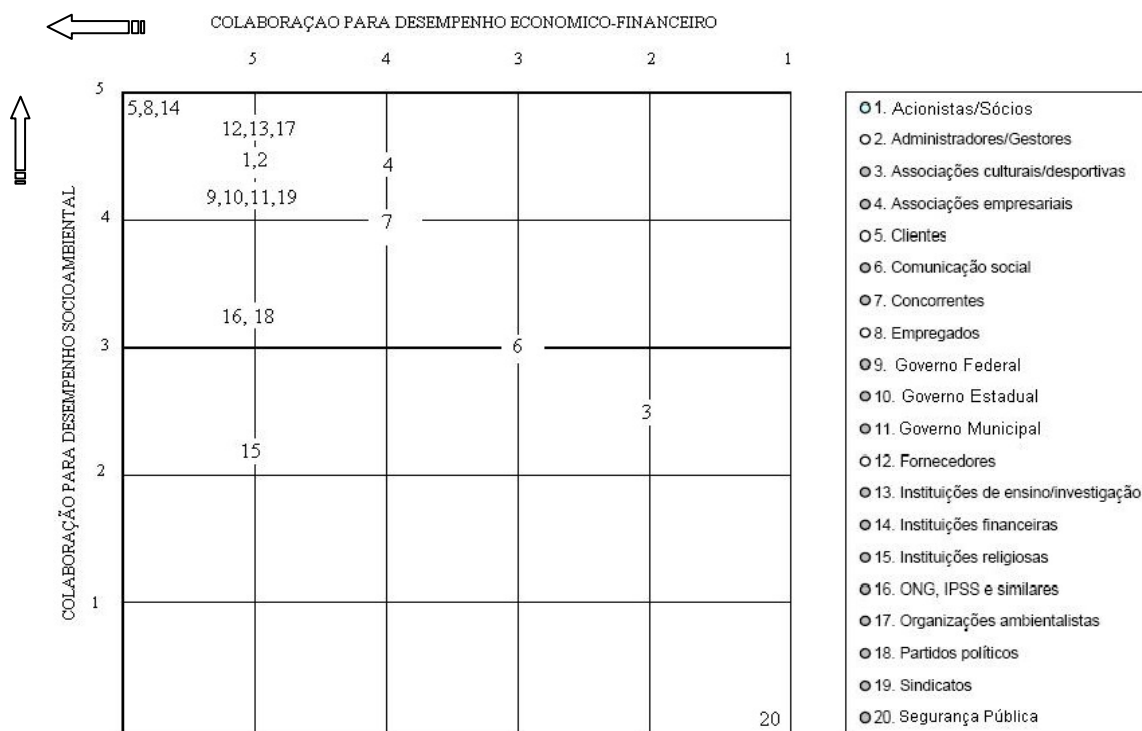 COLABORAÇAO PARA DESEMPENHO ECONOMICO-FINANCEIRO
5 4 3 2 1
5
5,8,14
12,13,17
1,2
4
9,10,11,19
4
7
16, 18
3
6
3
15
2
1
20
COLABORAÇÃO PARA DESEMPENHO SOCIOAMBIENTAL
1. Acionistas/Sócios
2. Administradores/Gestores
3. Associações culturais/desportivas
4. Associações empresariais
5. Clientes
6. Comunicação social
7. Concorrentes
8. Empregados
9. Governo Federal
10. Governo Estadual
11. Governo Municipal
12. Fornecedores
13. Instituições de ensino/investigação
14. Instituições financeiras
15. Instituições religiosas
16. ONG, IPSS e similares
17. Organizações ambientalistas
18. Partidos políticos
19. Sindicatos
20. Segurança Pública